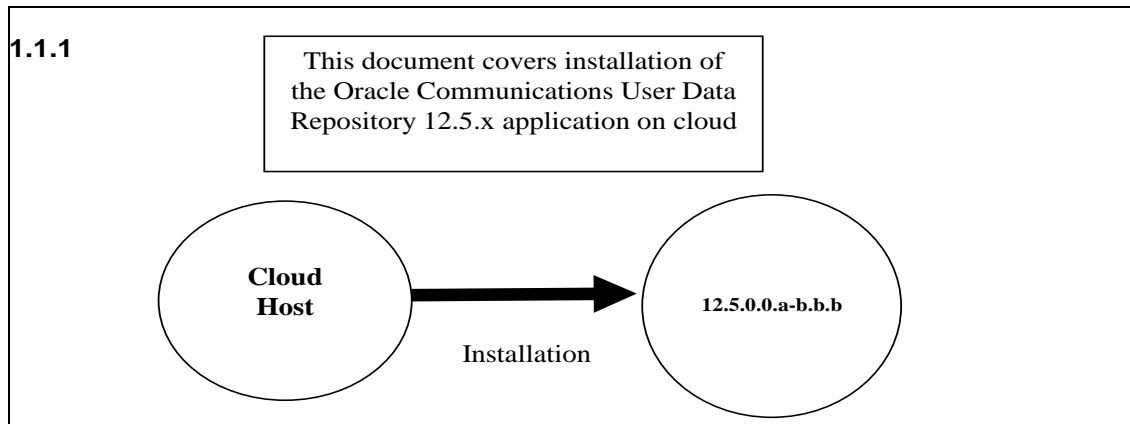 1.1.1
This document covers installation of
the Oracle Communications User Data
Repository 12.5.x application on cloud
Cloud
Host
12.5.0.0.a-b.b.b
Installation